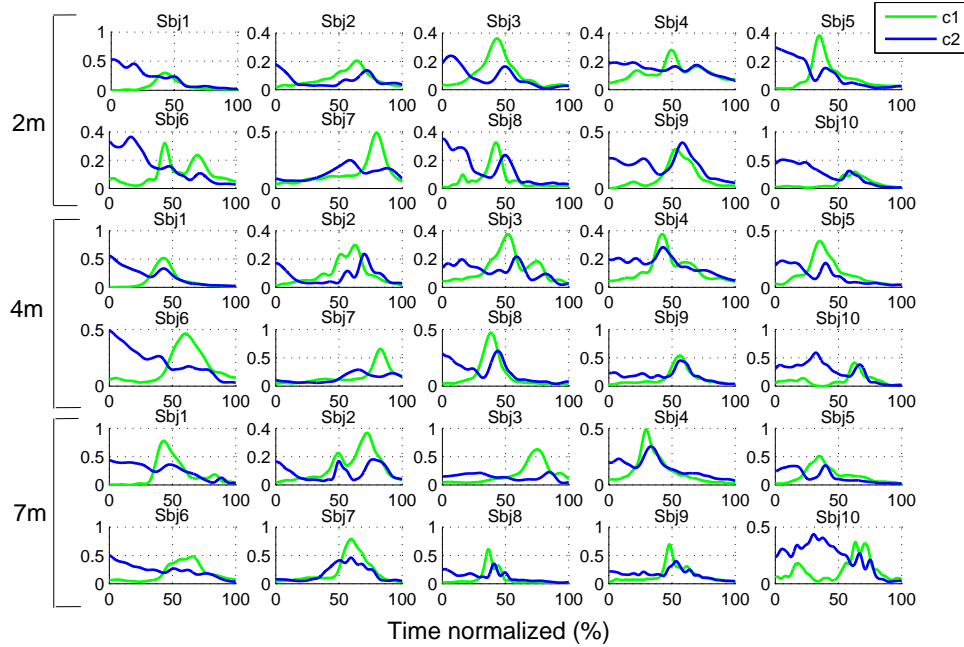 Sbj1 Sbj2 Sbj3 Sbj4 Sbj5
c1
c2
1 0.4 0.4 0.4 0.4
0.5 0.2 0.2 0.2 0.2
0 0 0 0 0
0 50 100 0 50 100 0 50 100 0 50 100 0 50 100
2m
Sbj6 Sbj7 Sbj8 Sbj9 Sbj10
0.4 0.5 0.4 0.4 1
0.2 0.2 0.2 0.5
0 0 0 0 0
0 50 100 0 50 100 0 50 100 0 50 100 0 50 100
Sbj1 Sbj2 Sbj3 Sbj4 Sbj5
1 0.4 0.4 0.4 0.5
0.5 0.2 0.2 0.2
0 0 0 0 0
0 50 100 0 50 100 0 50 100 0 50 100 0 50 100
4m
Sbj6 Sbj7 Sbj8 Sbj9 Sbj10
0.5 1 0.5 1 1
0.5 0.5 0.5
0 0 0 0 0
0 50 100 0 50 100 0 50 100 0 50 100 0 50 100
Sbj1 Sbj2 Sbj3 Sbj4 Sbj5
1 0.4 1 0.5 1
0.5 0.2 0.5 0.5
0 0 0 0 0
0 50 100 0 50 100 0 50 100 0 50 100 0 50 100
7m
Sbj6 Sbj7 Sbj8 Sbj9 Sbj10
1 1 1 1 0.5
0.5 0.5 0.5 0.5
0 0 0 0 0
0 50 100 0 50 100 0 50 100 0 50 100 0 50 100
Time normalized (%)